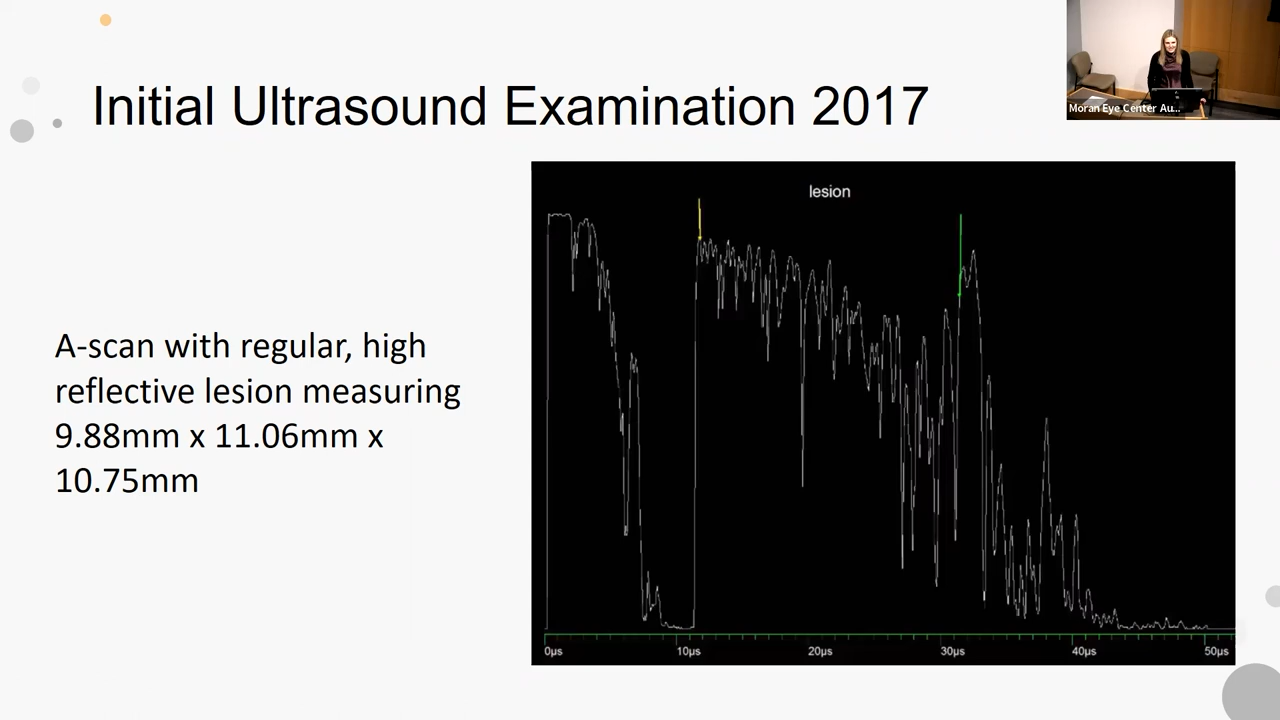 Initial Ultrasound Examination 2017
Moran Eye Center Au...
lesion
A-scan with regular, high
reflective lesion measuring
9.88mm x 11.06mm x
10.75mm
0µs 10µs 20µs 30µs 40µs 50µs